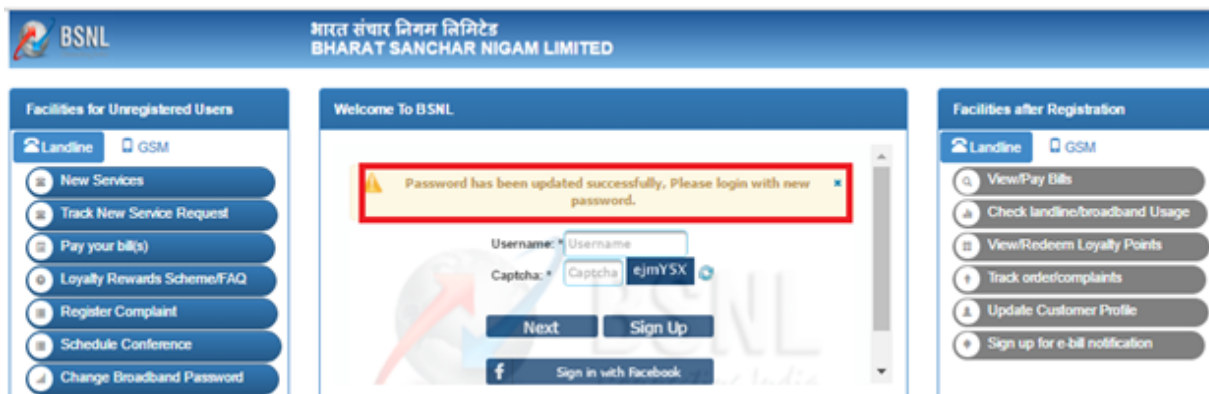 BSNL
भारत संचार निगम लिमिटेड
BHARAT SANCHAR NIGAM LIMITED
Facilities for Unregistered Users
Landline
GSM
New Services
Track New Service Request
Pay your bill(s)
Loyalty Rewards Scheme/FAQ
Register Complaint
Schedule Conference
Change Broadband Password
Welcome To BSNL
Password has been updated successfully, Please login with new
password.
Username: * Username
Captcha: * Captcha ejmY5X
BSNL
Next Sign Up
f Sign in with Facebook
Facilities after Registration
Landline
GSM
View/Pay Bills
Check landline/broadband Usage
View/Redeem Loyalty Points
Track order/complaints
Update Customer Profile
Sign up for e-bill notification